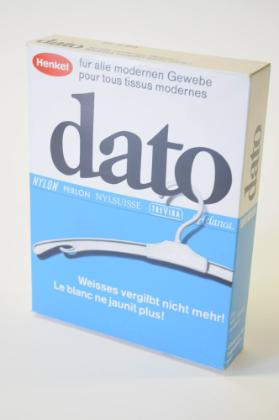 Henkel
für alle modernen Gewebe
pour tous tissus modernes
dato
NYLON PERLON NYLSUISSE TREVIRA Helanca
Weisses vergilbt nicht mehr!
Le blanc ne jaunit plus!
dato